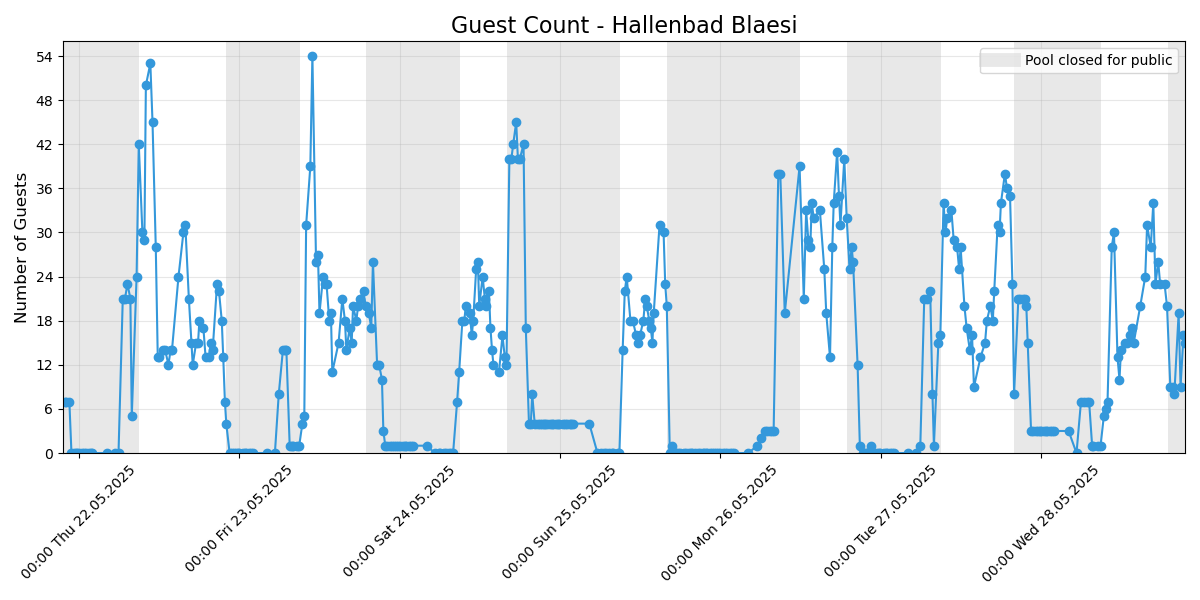 Guest Count - Hallenbad Blaesi
Pool closed for public
Number of Guests
54
48
42
36
30
24
18
12
6
0
00:00 Thu 22.05.2025
00:00 Fri 23.05.2025
00:00 Sat 24.05.2025
00:00 Sun 25.05.2025
00:00 Mon 26.05.2025
00:00 Tue 27.05.2025
00:00 Wed 28.05.2025